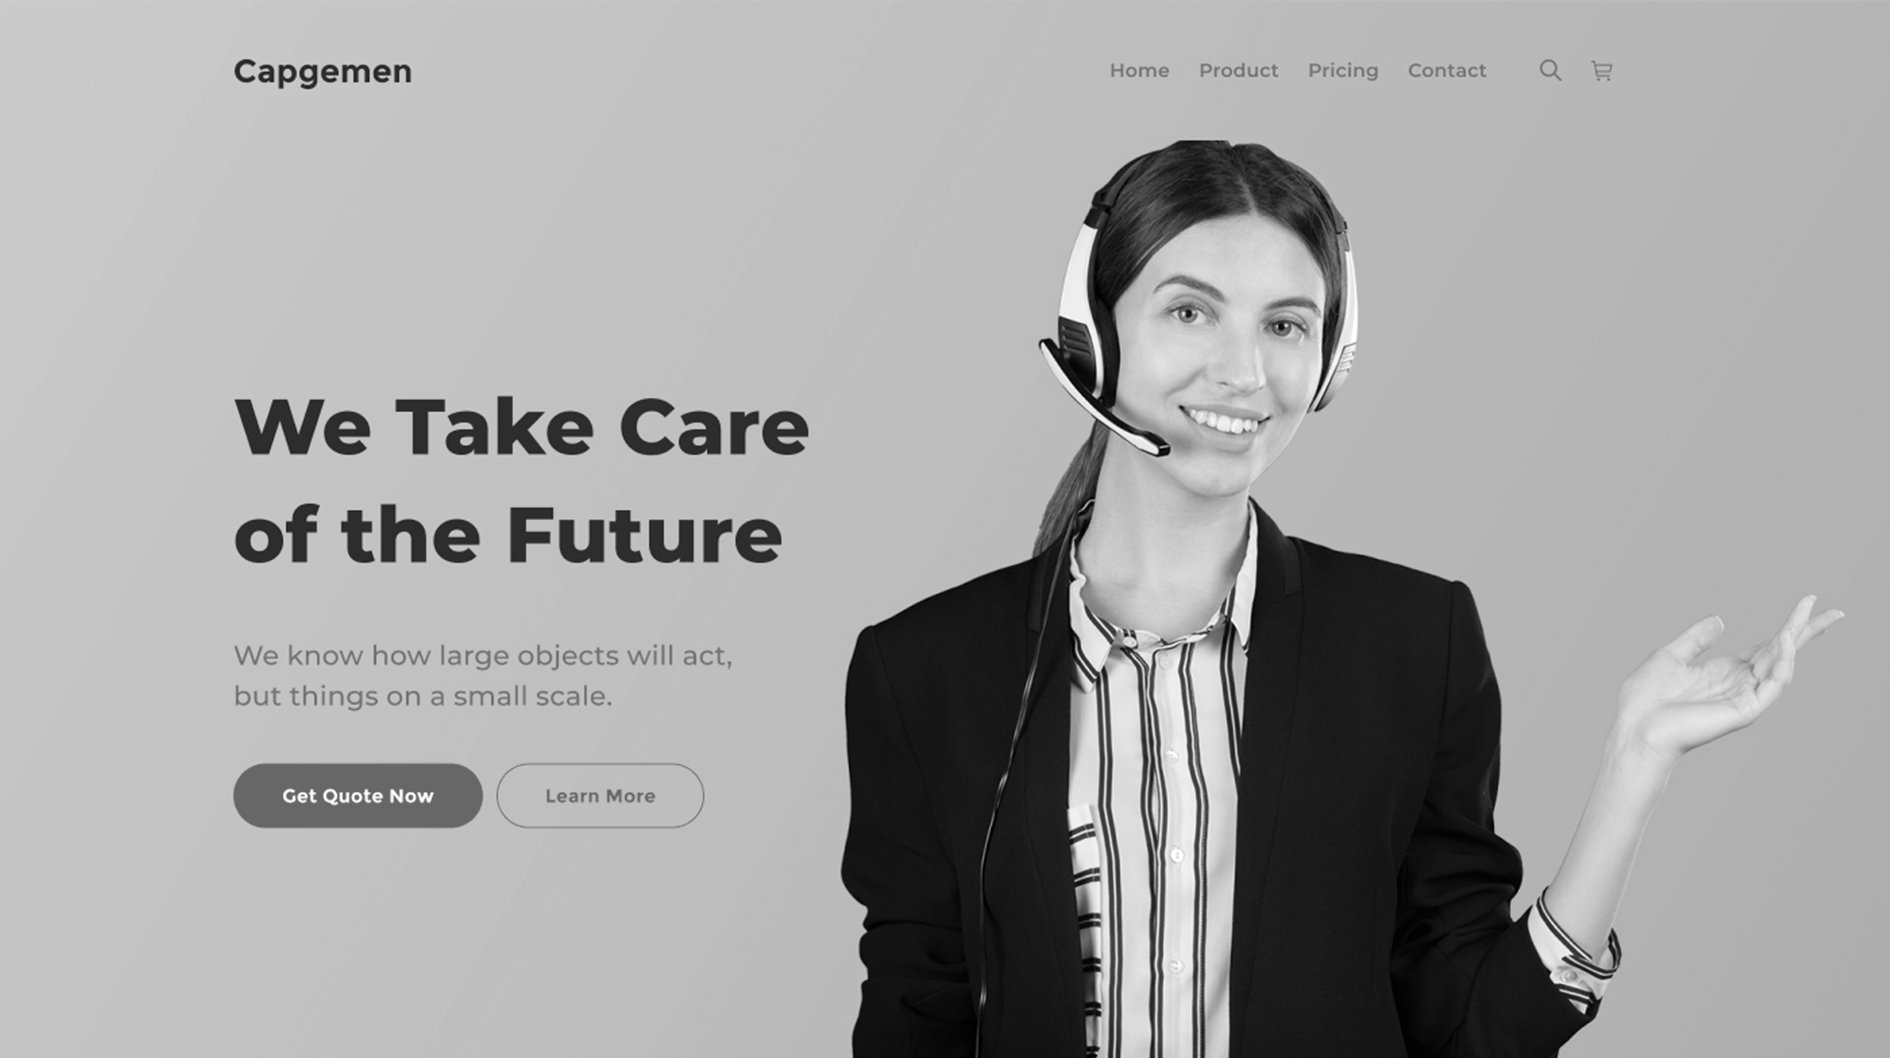 Capgemen
Home Product Pricing Contact
We Take Care
of the Future
We know how large objects will act,
but things on a small scale.
Get Quote Now Learn More